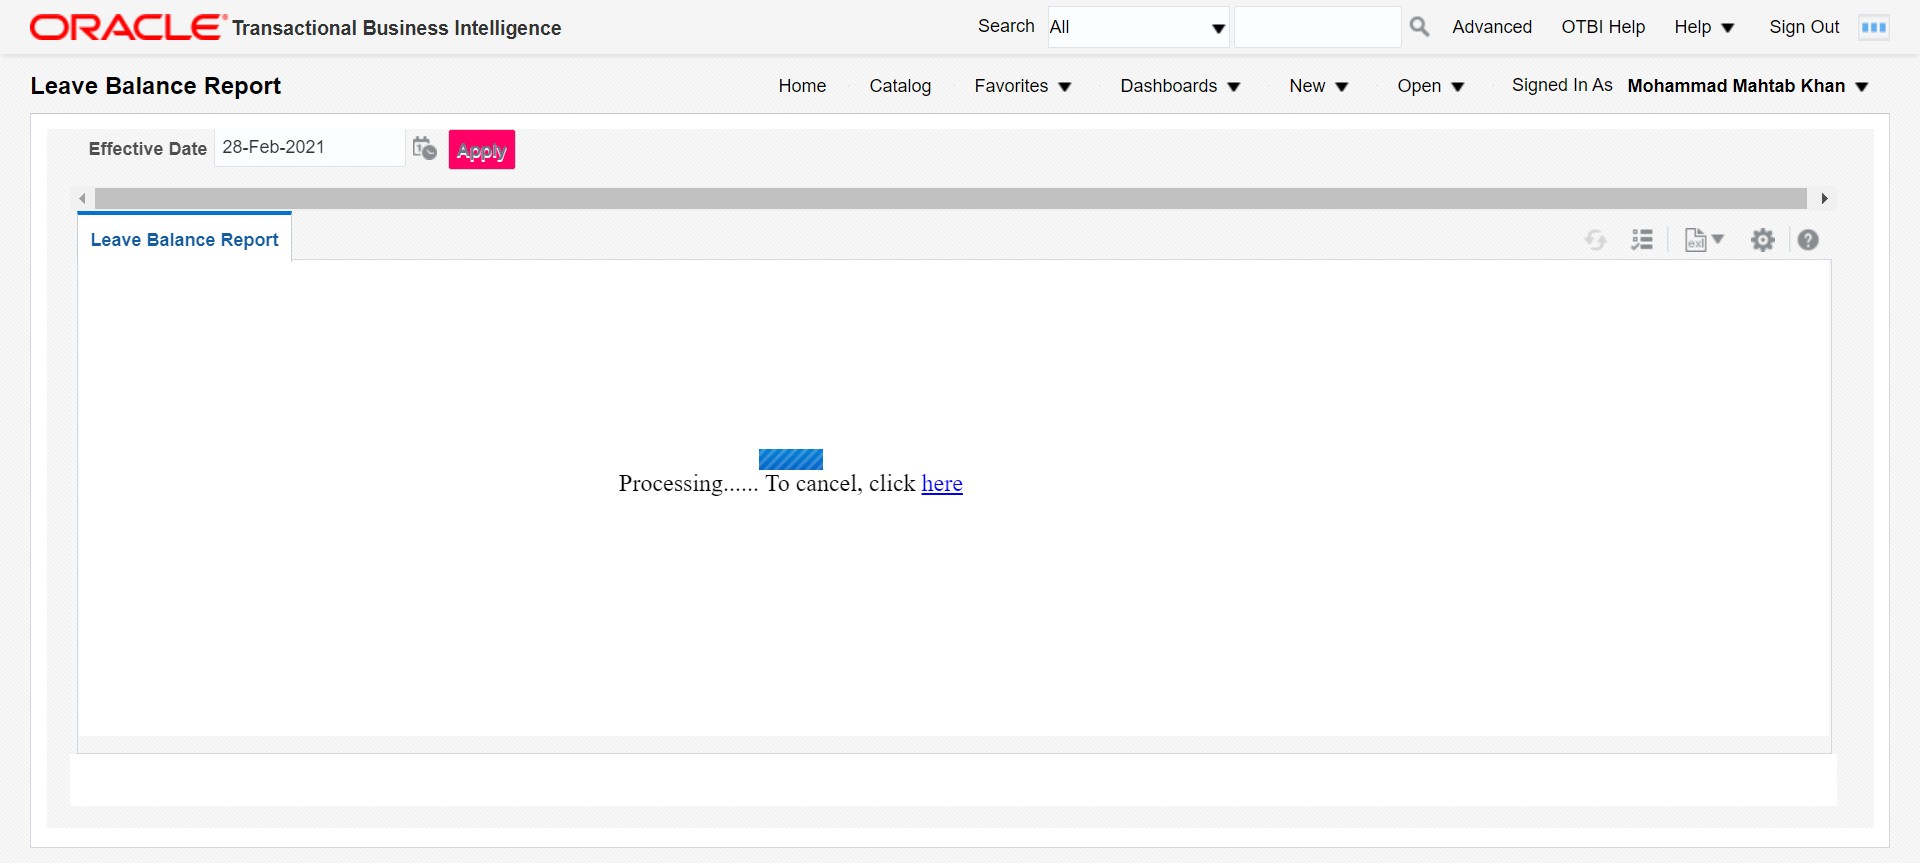 ORACLE Transactional Business Intelligence Search All Advanced OTBI Help Help Sign Out
Leave Balance Report Home Catalog Favorites Dashboards New Open Signed In As Mohammad Mahtab Khan
Effective Date 28-Feb-2021 Apply
Leave Balance Report exl ?
Processing...... To cancel, click here